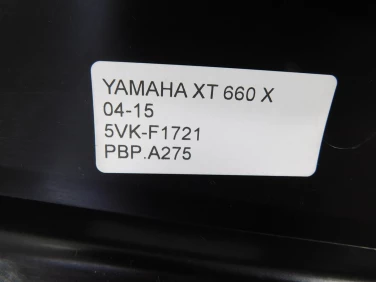 YAMAHA XT 660 X
04-15
5VK-F1721
PBP.A275